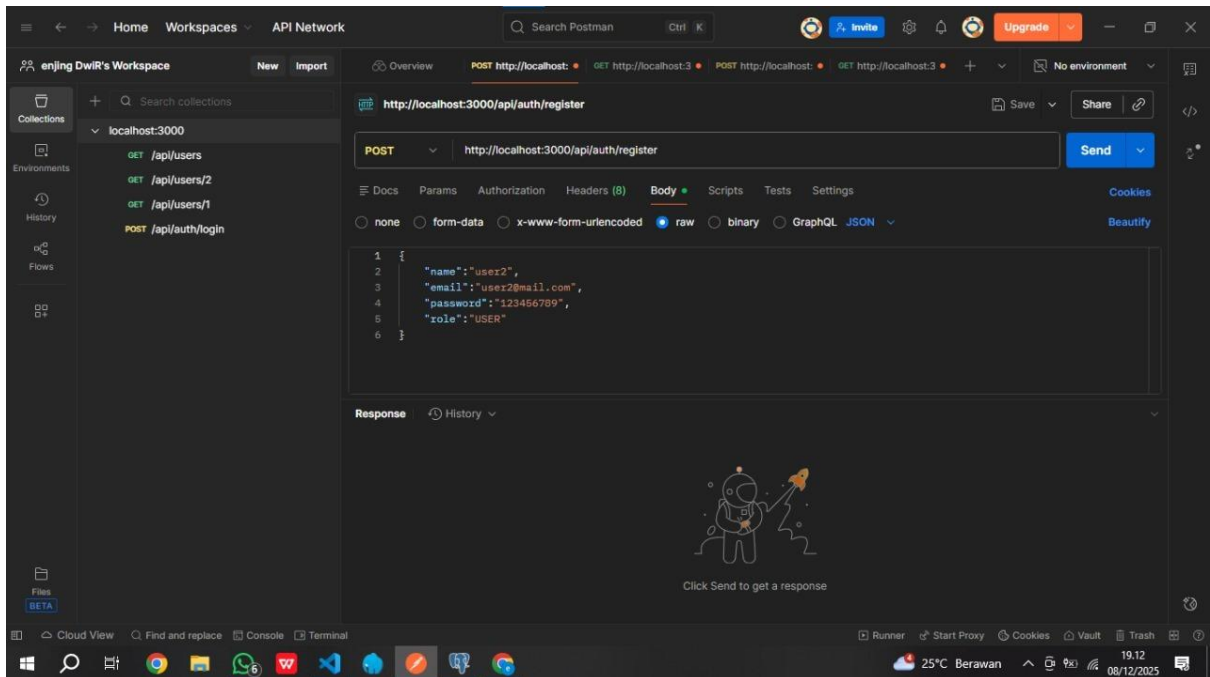 Home Workspaces API Network Search Postman Ctrl K Invite Upgrade
enjing DwiR's Workspace New Import Overview POST http://localhost: GET http://localhost:3 POST http://localhost: GET http://localhost:3 No environment
Collections
Search collections
HTTP http://localhost:3000/api/auth/register Save Share
localhost:3000
GET /api/users
GET /api/users/2
GET /api/users/1
POST /api/auth/login
Environments
History
Flows
Files
BETA
POST http://localhost:3000/api/auth/register Send
Docs Params Authorization Headers (8) Body Scripts Tests Settings Cookies
none form-data x-www-form-urlencoded raw binary GraphQL JSON Beautify
1 {
2 "name":"user2",
3 "email":"user2@mail.com",
4 "password":"123456789",
5 "role":"USER"
6 }
Response History
Click Send to get a response
Cloud View Find and replace Console Terminal Runner Start Proxy Cookies Vault Trash
6 W 25°C Berawan 19.12
08/12/2025